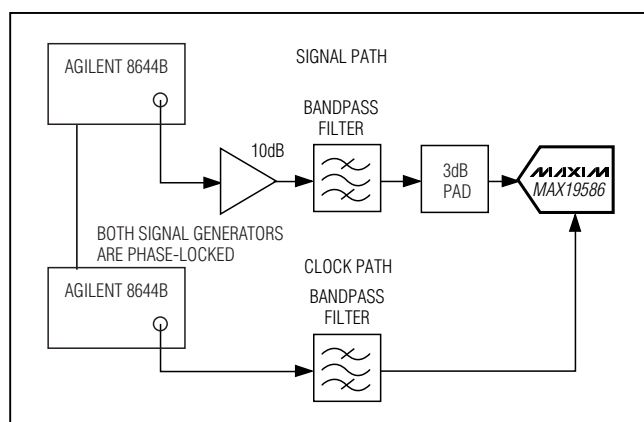 AGILENT 8644B
SIGNAL PATH
BANDPASS
FILTER
10dB
3dB
PAD
MAXIM
MAX19586
BOTH SIGNAL GENERATORS
ARE PHASE-LOCKED
AGILENT 8644B
CLOCK PATH
BANDPASS
FILTER